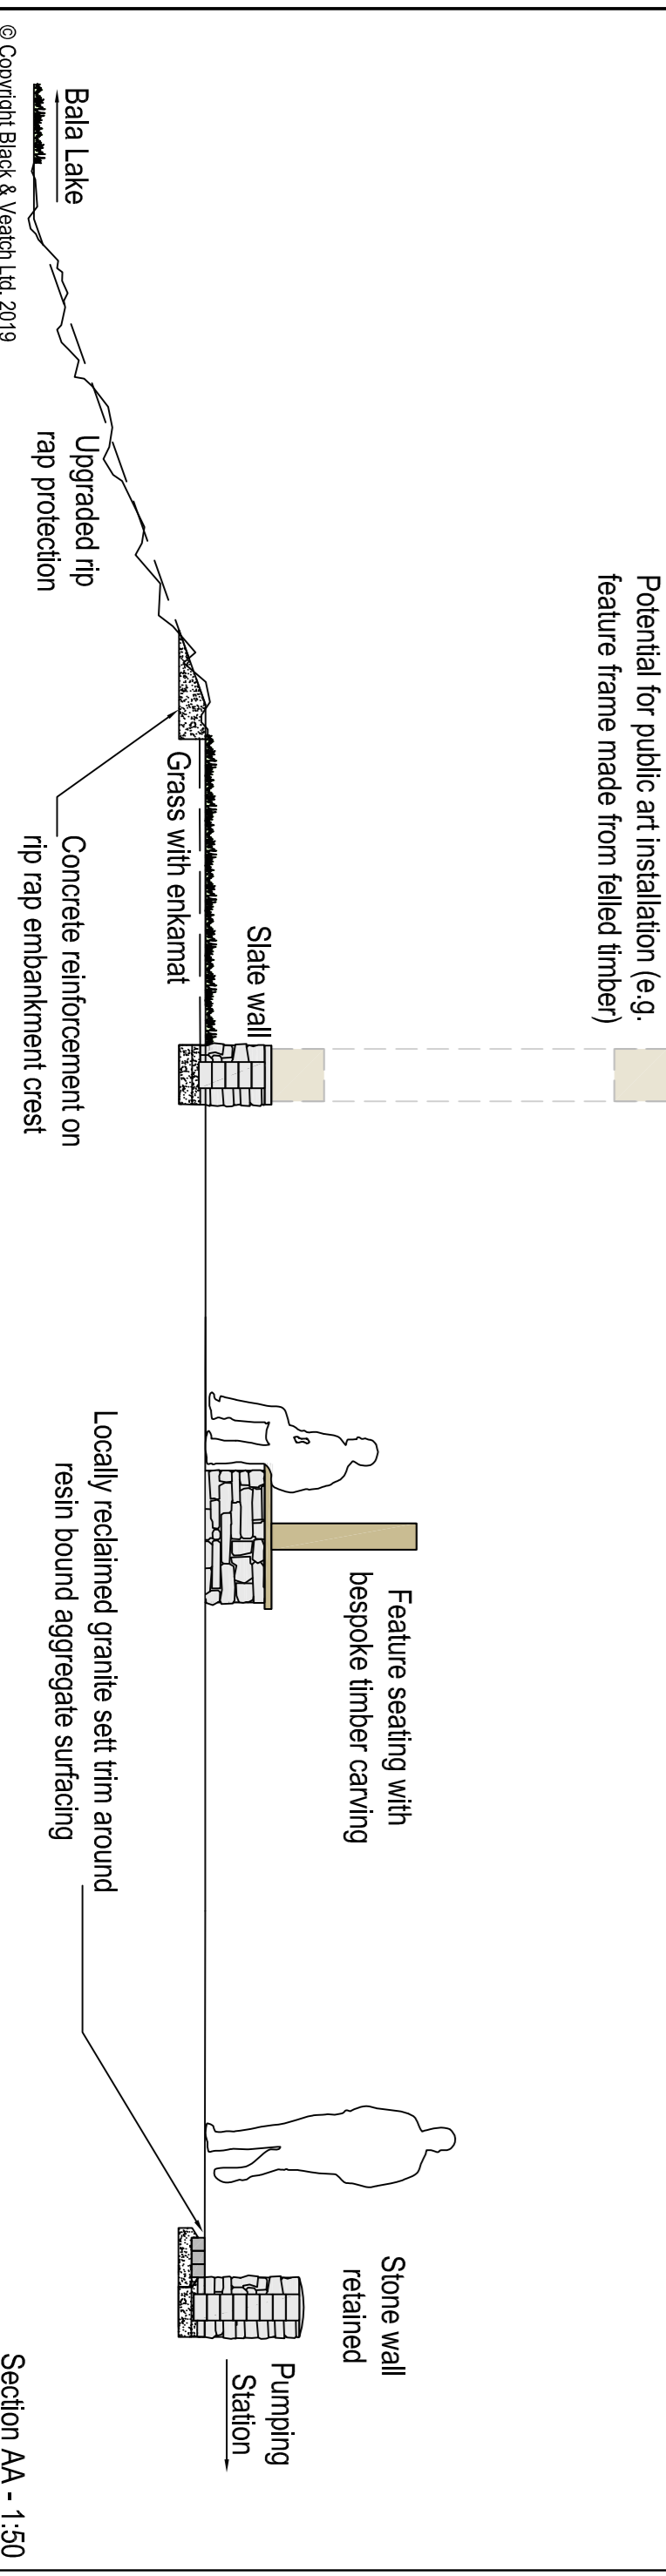 Potential for public art installation (e.g.
feature frame made from felled timber)
Bala Lake
Upgraded rip
rap protection
Grass with enkamat
Slate wall
Concrete reinforcement on
rip rap embankment crest
Feature seating with
bespoke timber carving
Locally reclaimed granite sett trim around
resin bound aggregate surfacing
Stone wall
retained
Pumping
Station
© Copyright Black & Veatch Ltd. 2019
Section AA - 1:50